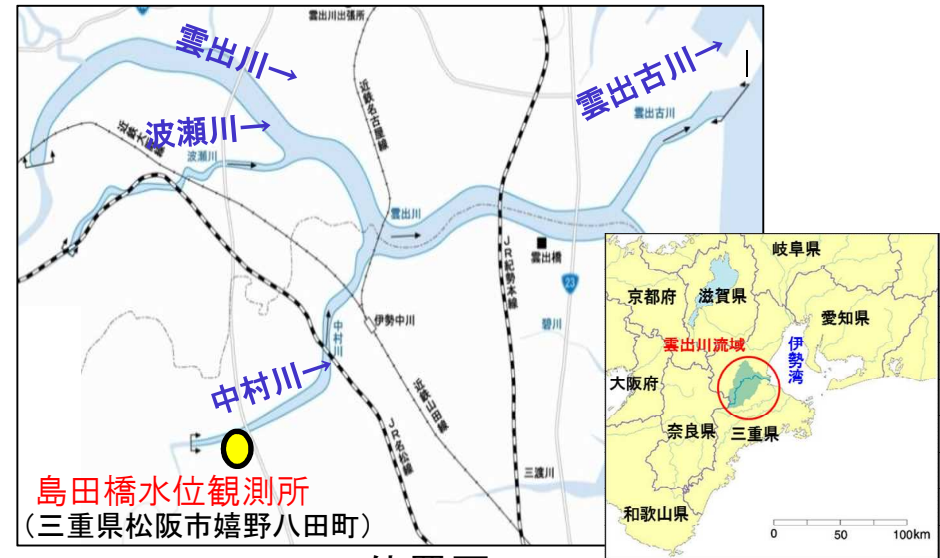 雲出川出張所
雲出川→
雲出古川→
近鉄名古屋線
雲出古川
波瀬川→
近鉄大阪線
波瀬川
雲出川
雲出橋
JR紀勢本線
23
碧川
伊勢中川
中村川
中村川→
近鉄山田線
JR名松線
三渡川
島田橋水位観測所
(三重県松阪市嬉野八田町)
岐阜県
京都府
滋賀県
愛知県
雲出川流域
伊勢湾
大阪府
奈良県
三重県
和歌山県
0 50 100km